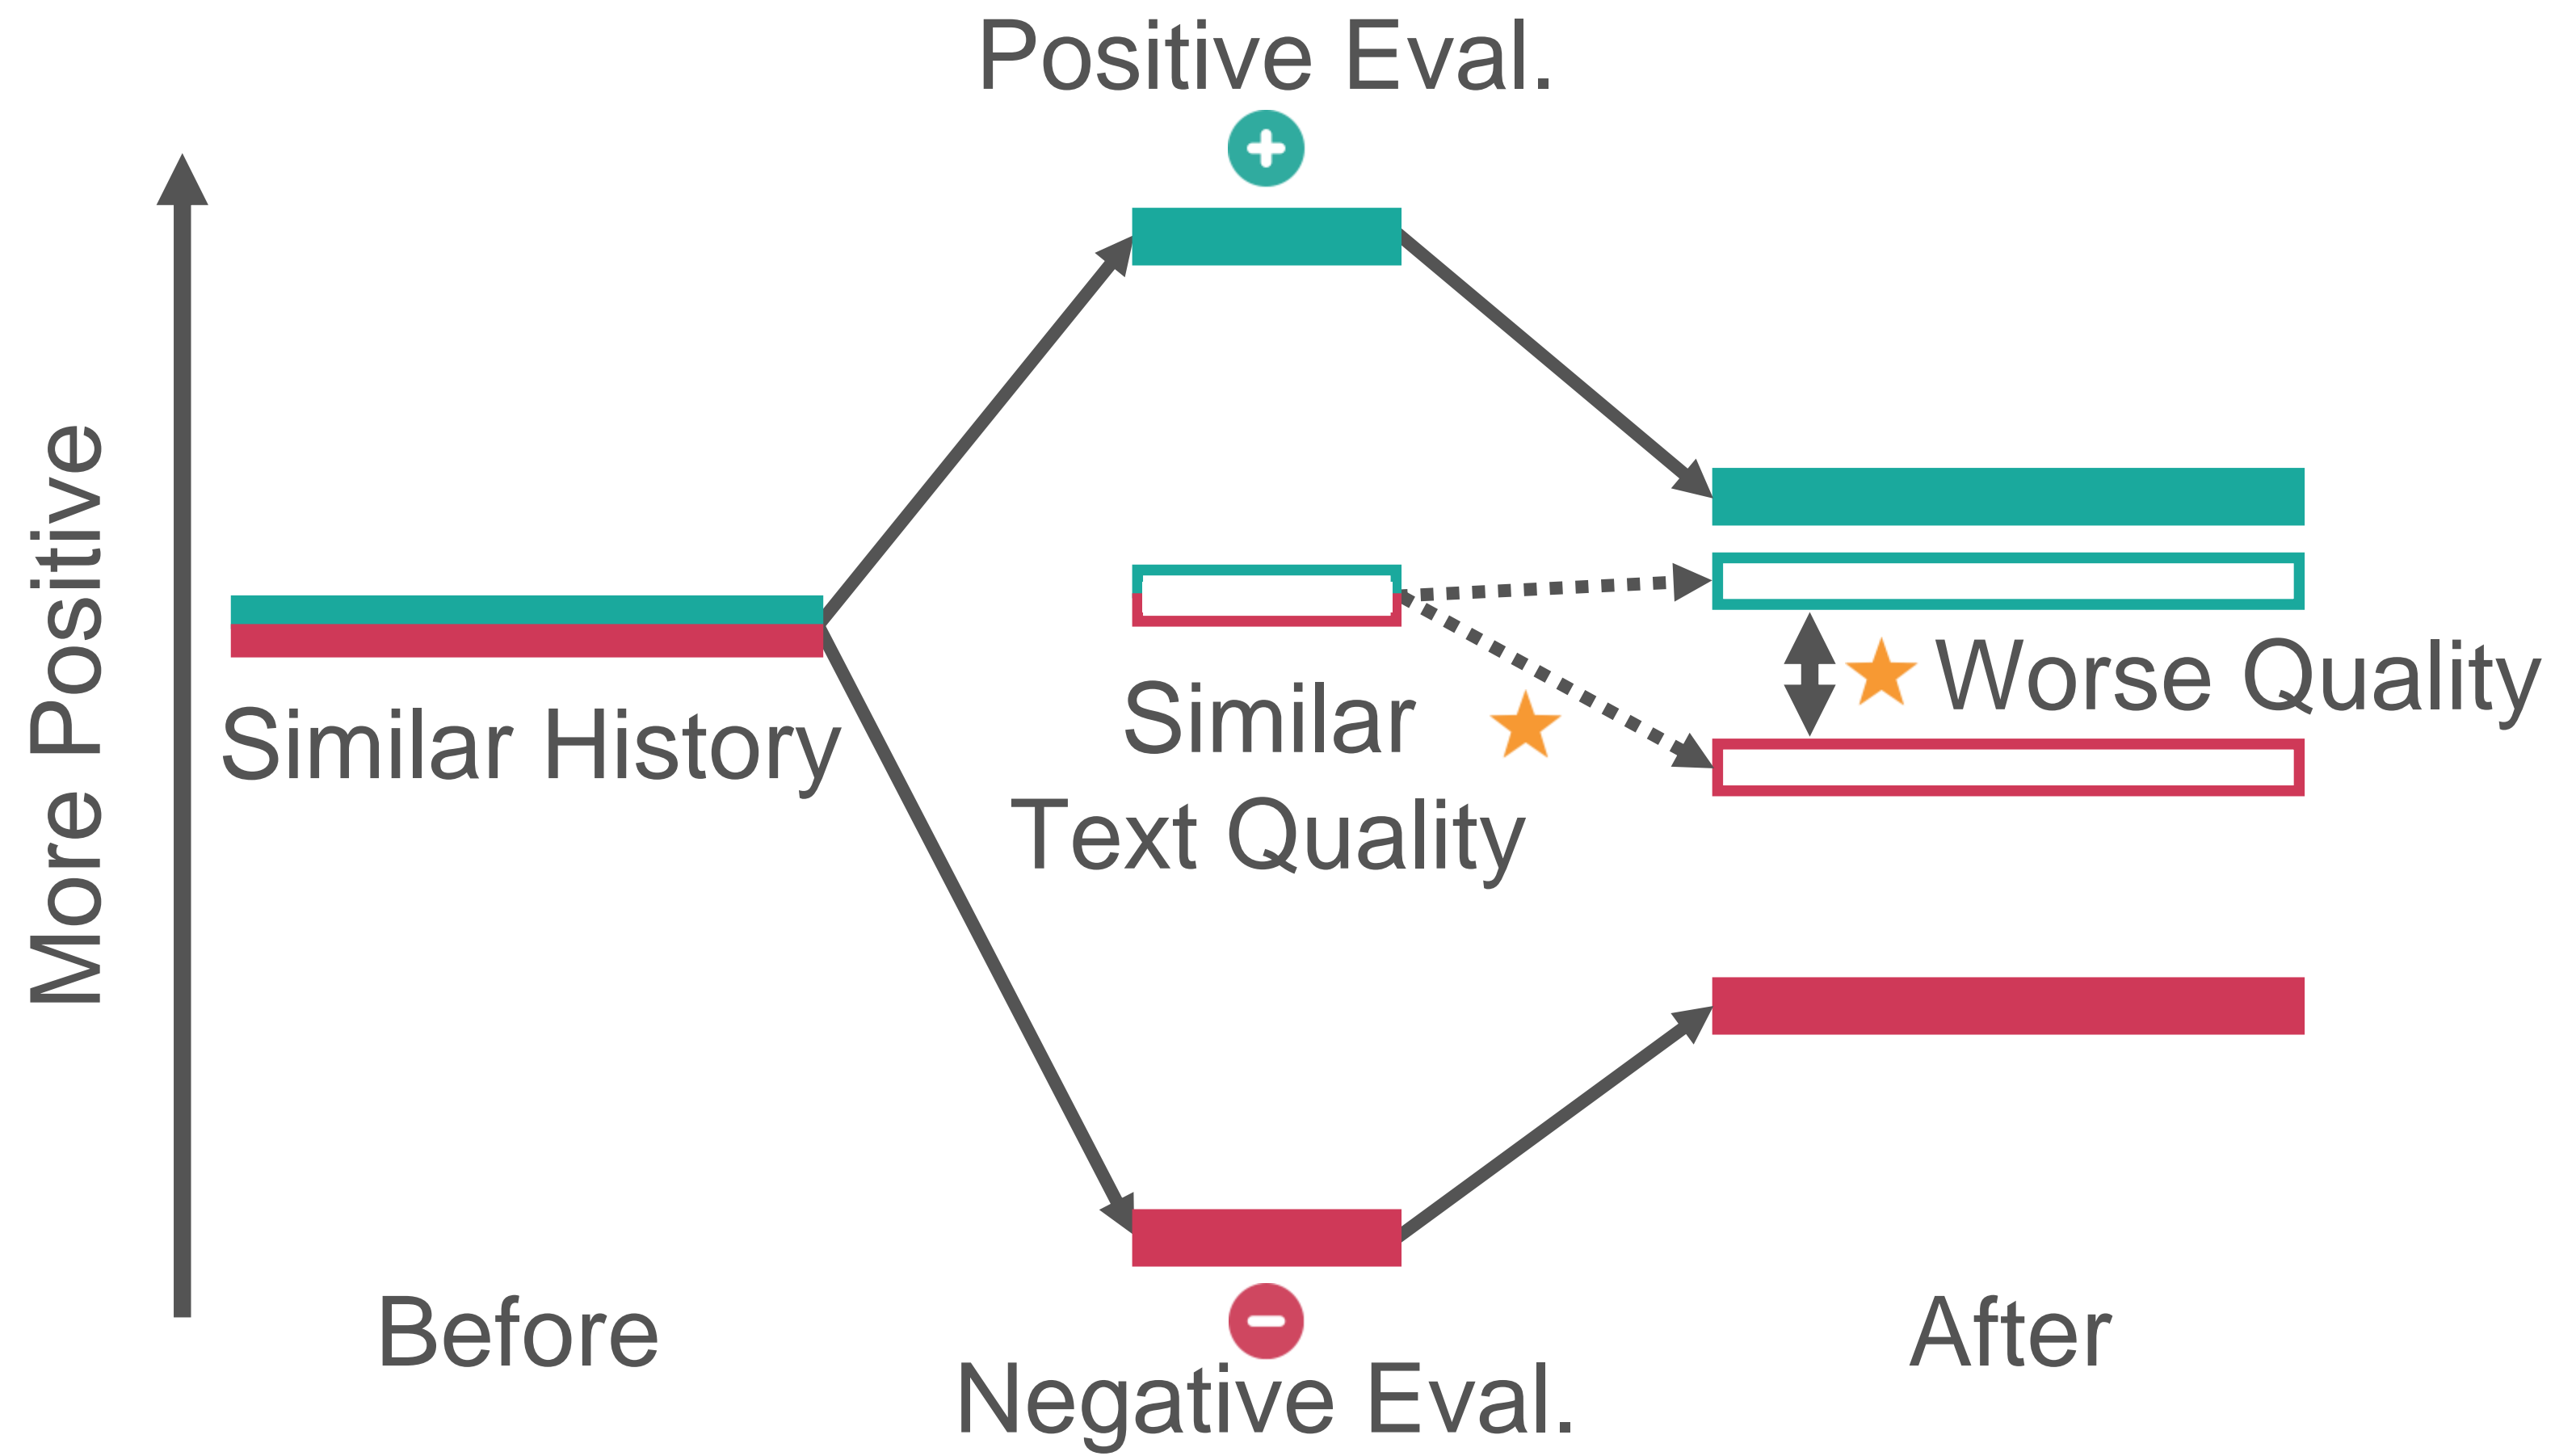 Positive Eval.
More Positive
Similar History
Similar
Text Quality
Worse Quality
Before
After
Negative Eval.